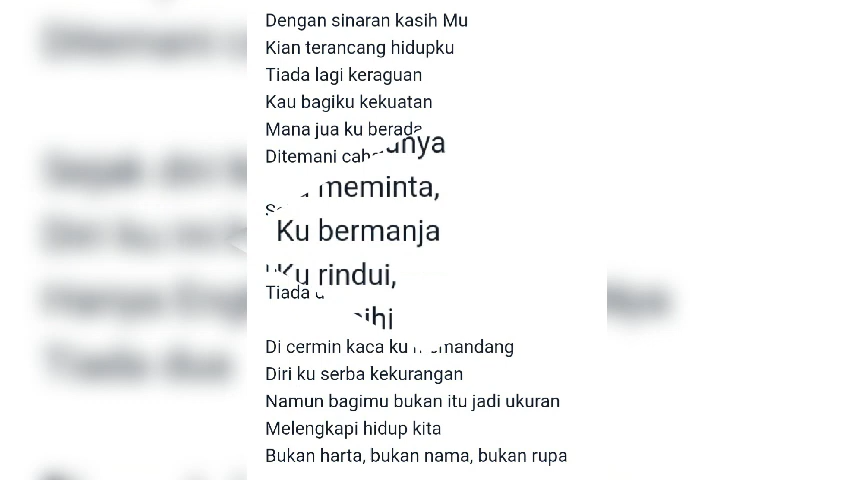 Dengan sinaran kasih Mu
Kian terancang hidupku
Tiada lagi keraguan
Kau bagiku kekuatan
Mana jua ku berada
Ditemani
meminta,
Ku bermanja
Ku rindui,
Tiada
Di cermin kaca ku
Diri ku serba kekurangan
Namun bagimu bukan itu jadi ukuran
Melengkapi hidup kita
Bukan harta, bukan nama, bukan rupa